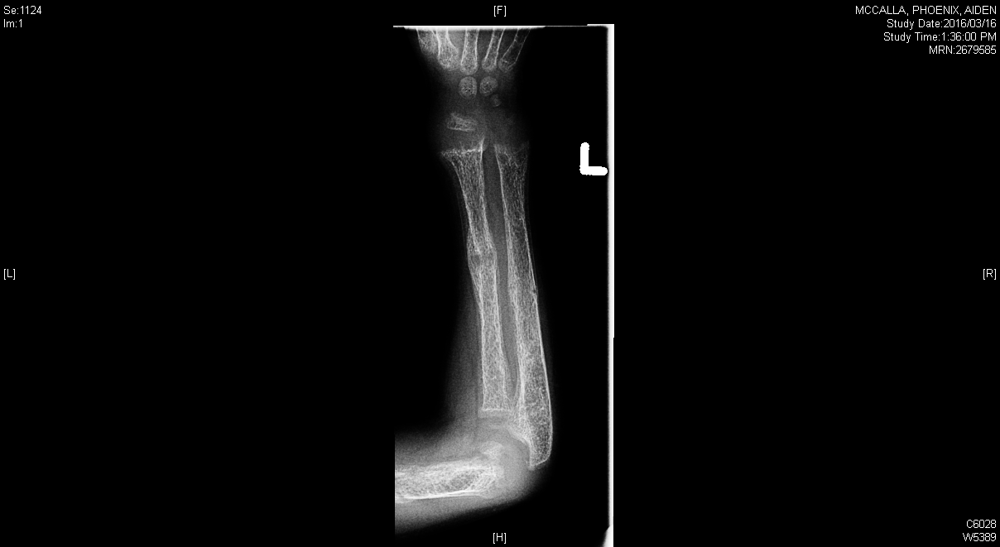 Se:1124
Im:1
[F]
MCCALLA, PHOENIX, AIDEN
Study Date:2016/03/16
Study Time:1:36:00 PM
MRN:2679585
L
[L]
[R]
[H]
C6028
W5389